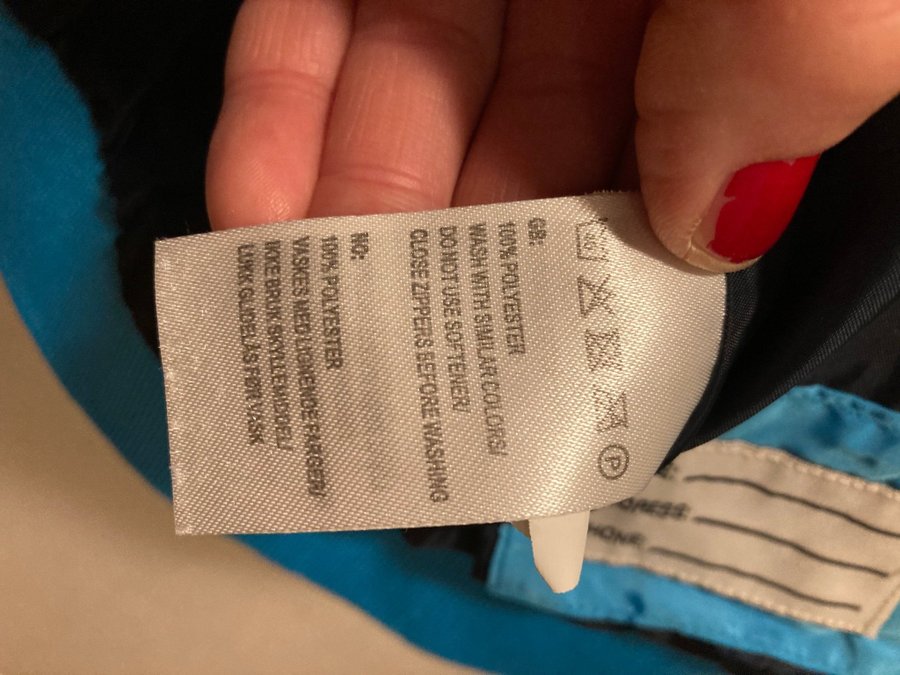 GB:
100% POLYESTER
WASH WITH SIMILAR COLORS/
DO NOT USE SOFTENER/
CLOSE ZIPPERS BEFORE WASHING
NO:
100% POLYESTER
VASKES MED LIGNENDE FARGER/
IKKE BRUK SKYLLEMIDDEL/
LUKK GLIDELÅS FØR VASK
P